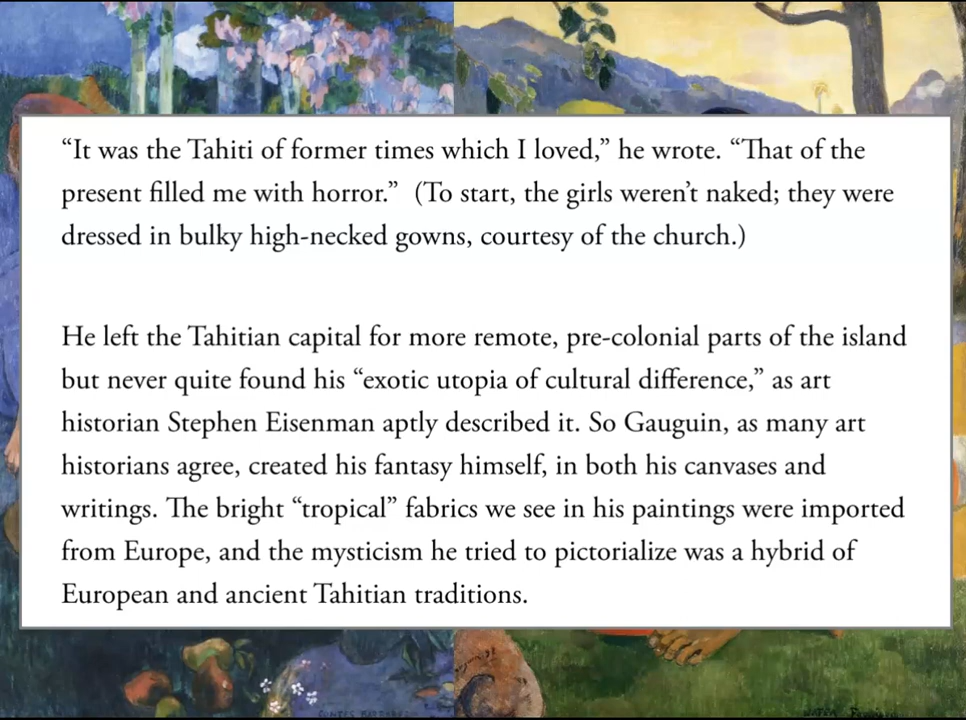 “It was the Tahiti of former times which I loved,” he wrote. “That of the
present filled me with horror.”  (To start, the girls weren’t naked; they were
dressed in bulky high-necked gowns, courtesy of the church.)
He left the Tahitian capital for more remote, pre-colonial parts of the island
but never quite found his “exotic utopia of cultural difference,” as art
historian Stephen Eisenman aptly described it. So Gauguin, as many art
historians agree, created his fantasy himself, in both his canvases and
writings. The bright “tropical” fabrics we see in his paintings were imported
from Europe, and the mysticism he tried to pictorialize was a hybrid of
European and ancient Tahitian traditions.